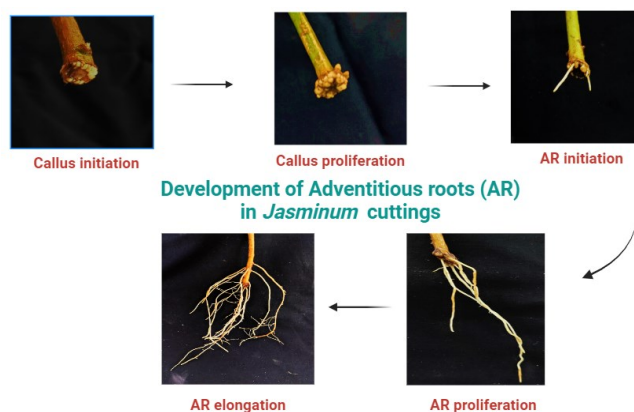 Callus initiation
Callus proliferation
AR initiation
Development of Adventitious roots (AR)
in Jasminum cuttings
AR elongation
AR proliferation